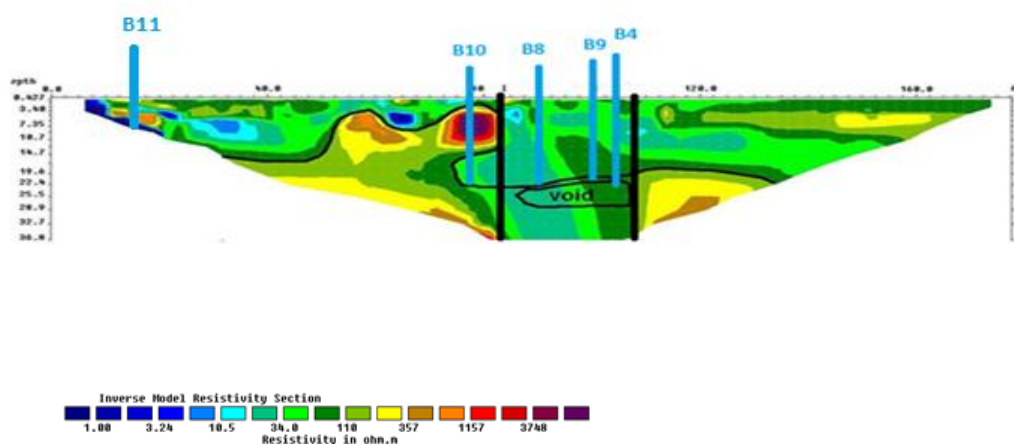 B11
B10 B8 B9 B4
epth 0.0 40.0 120.0 160.0
0.427
3.40
7.35
10.7
14.7
19.6
22.4
25.5
28.9
32.7
36.0
void
Inverse Model Resistivity Section
1.00 3.24 10.5 34.0 110 357 1157 3748
Resistivity in ohm.m